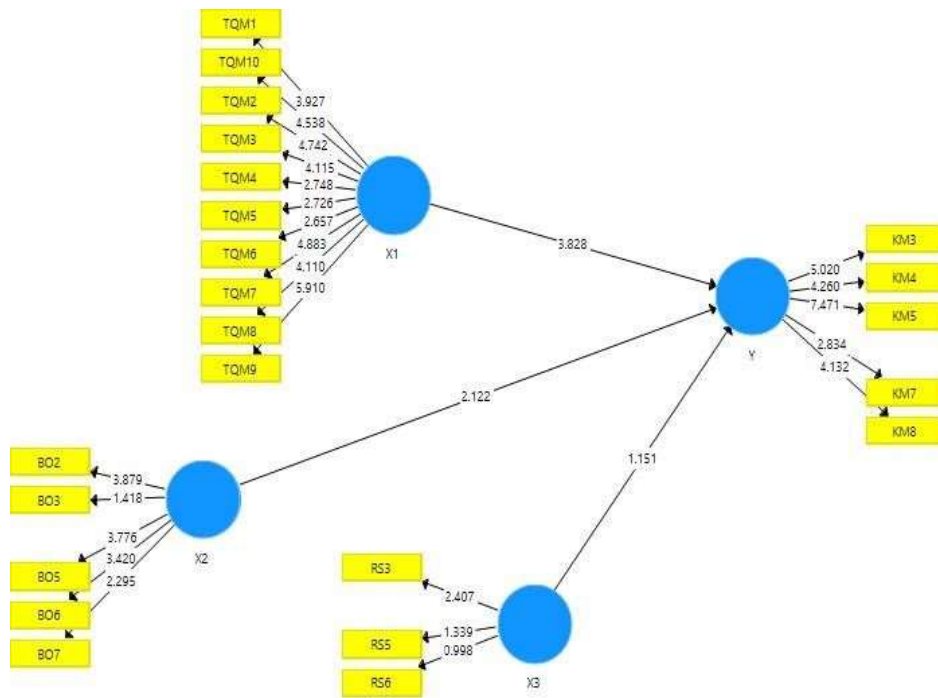 TQM1
TQM10
TQM2
TQM3
TQM4
TQM5
TQM6
TQM7
TQM8
TQM9
3.927
4.538
4.742
4.115
2.748
2.726
2.657
4.883
4.110
5.910
X1
3.828
KM3
KM4
KM5
KM7
KM8
5.020
4.260
7.471
2.834
4.132
Y
2.122
1.151
BO2
BO3
BO5
BO6
BO7
3.879
1.418
3.776
3.420
2.295
X2
RS3
RS5
RS6
2.407
1.339
0.998
X3